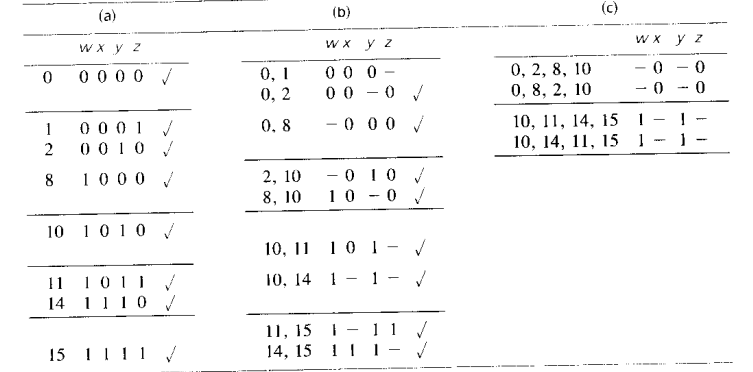 (a)
w x y z
0 0 0 0 0 √
1 0 0 0 1 √
2 0 0 1 0 √
8 1 0 0 0 √
10 1 0 1 0 √
11 1 0 1 1 √
14 1 1 1 0 √
15 1 1 1 1 √
(b)
w x y z
0, 1 0 0 0 –
0, 2 0 0 – 0 √
0, 8 – 0 0 0 √
2, 10 – 0 1 0 √
8, 10 1 0 – 0 √
10, 11 1 0 1 – √
10, 14 1 – 1 – √
11, 15 1 – 1 1 √
14, 15 1 1 1 – √
(c)
w x y z
0, 2, 8, 10 – 0 – 0
0, 8, 2, 10 – 0 – 0
10, 11, 14, 15 1 – 1 –
10, 14, 11, 15 1 – 1 –